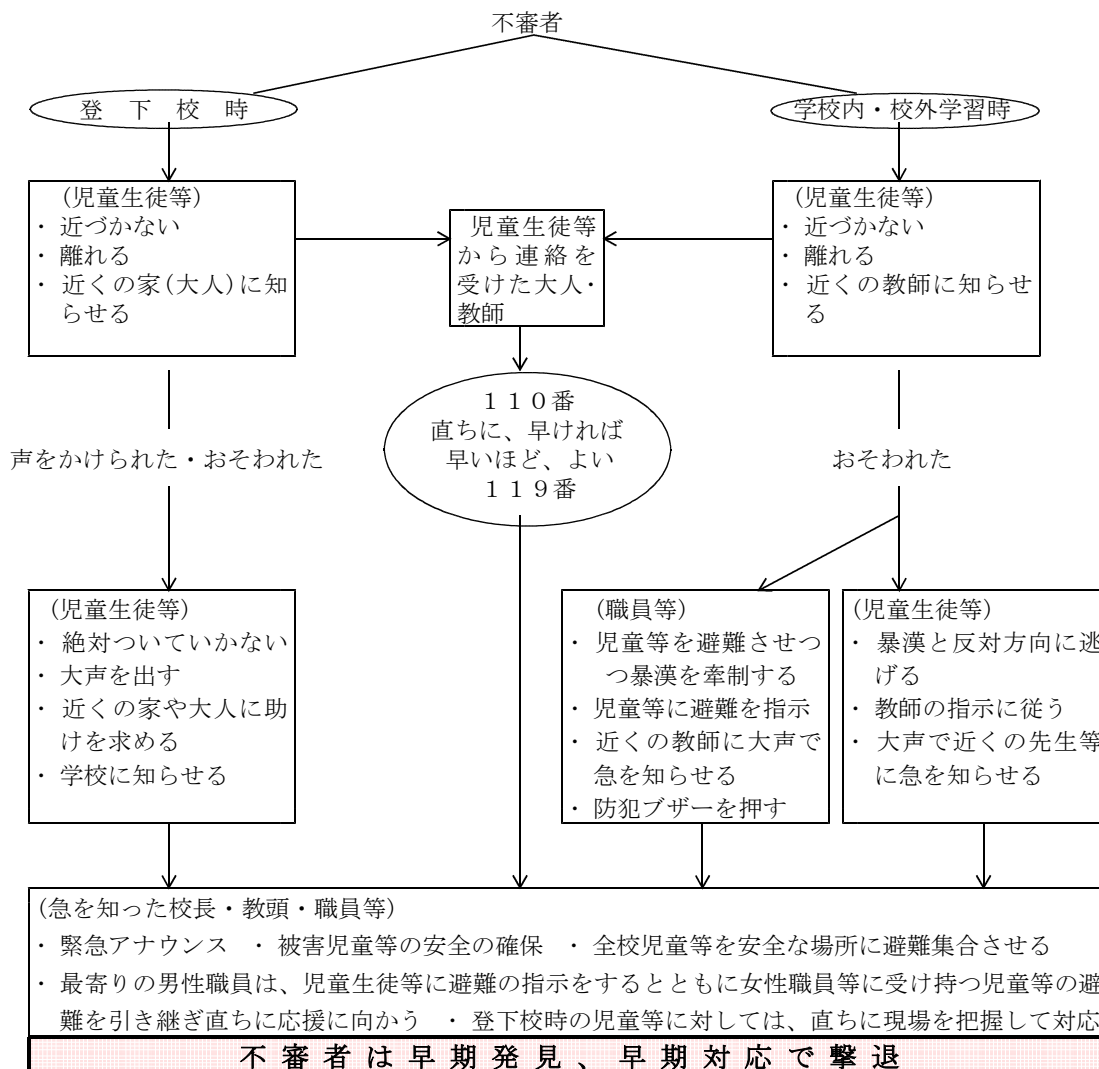 不審者
登　下　校　時
学校内・校外学習時
(児童生徒等)
・ 近づかない
・ 離れる
・ 近くの家(大人)に知
らせる
児童生徒等
から連絡を
受けた大人・
教師
(児童生徒等)
・ 近づかない
・ 離れる
・ 近くの教師に知らせ
る
１１０番
直ちに、早ければ
早いほど、よい
１１９番
声をかけられた・おそわれた
おそわれた
(児童生徒等)
・ 絶対ついていかない
・ 大声を出す
・ 近くの家や大人に助
けを求める
・ 学校に知らせる
(職員等)
・ 児童等を避難させつ
つ暴漢を牽制する
・ 児童等に避難を指示
・ 近くの教師に大声で
急を知らせる
・ 防犯ブザーを押す
(児童生徒等)
・ 暴漢と反対方向に逃
げる
・ 教師の指示に従う
・ 大声で近くの先生等
に急を知らせる
(急を知った校長・教頭・職員等)
・ 緊急アナウンス　・ 被害児童等の安全の確保　・ 全校児童等を安全な場所に避難集合させる
・ 最寄りの男性職員は、児童生徒等に避難の指示をするとともに女性職員等に受け持つ児童等の避
難を引き継ぎ直ちに応援に向かう　・ 登下校時の児童等に対しては、直ちに現場を把握して対応
不 審 者 は 早 期 発 見 、 早 期 対 応 で 撃 退